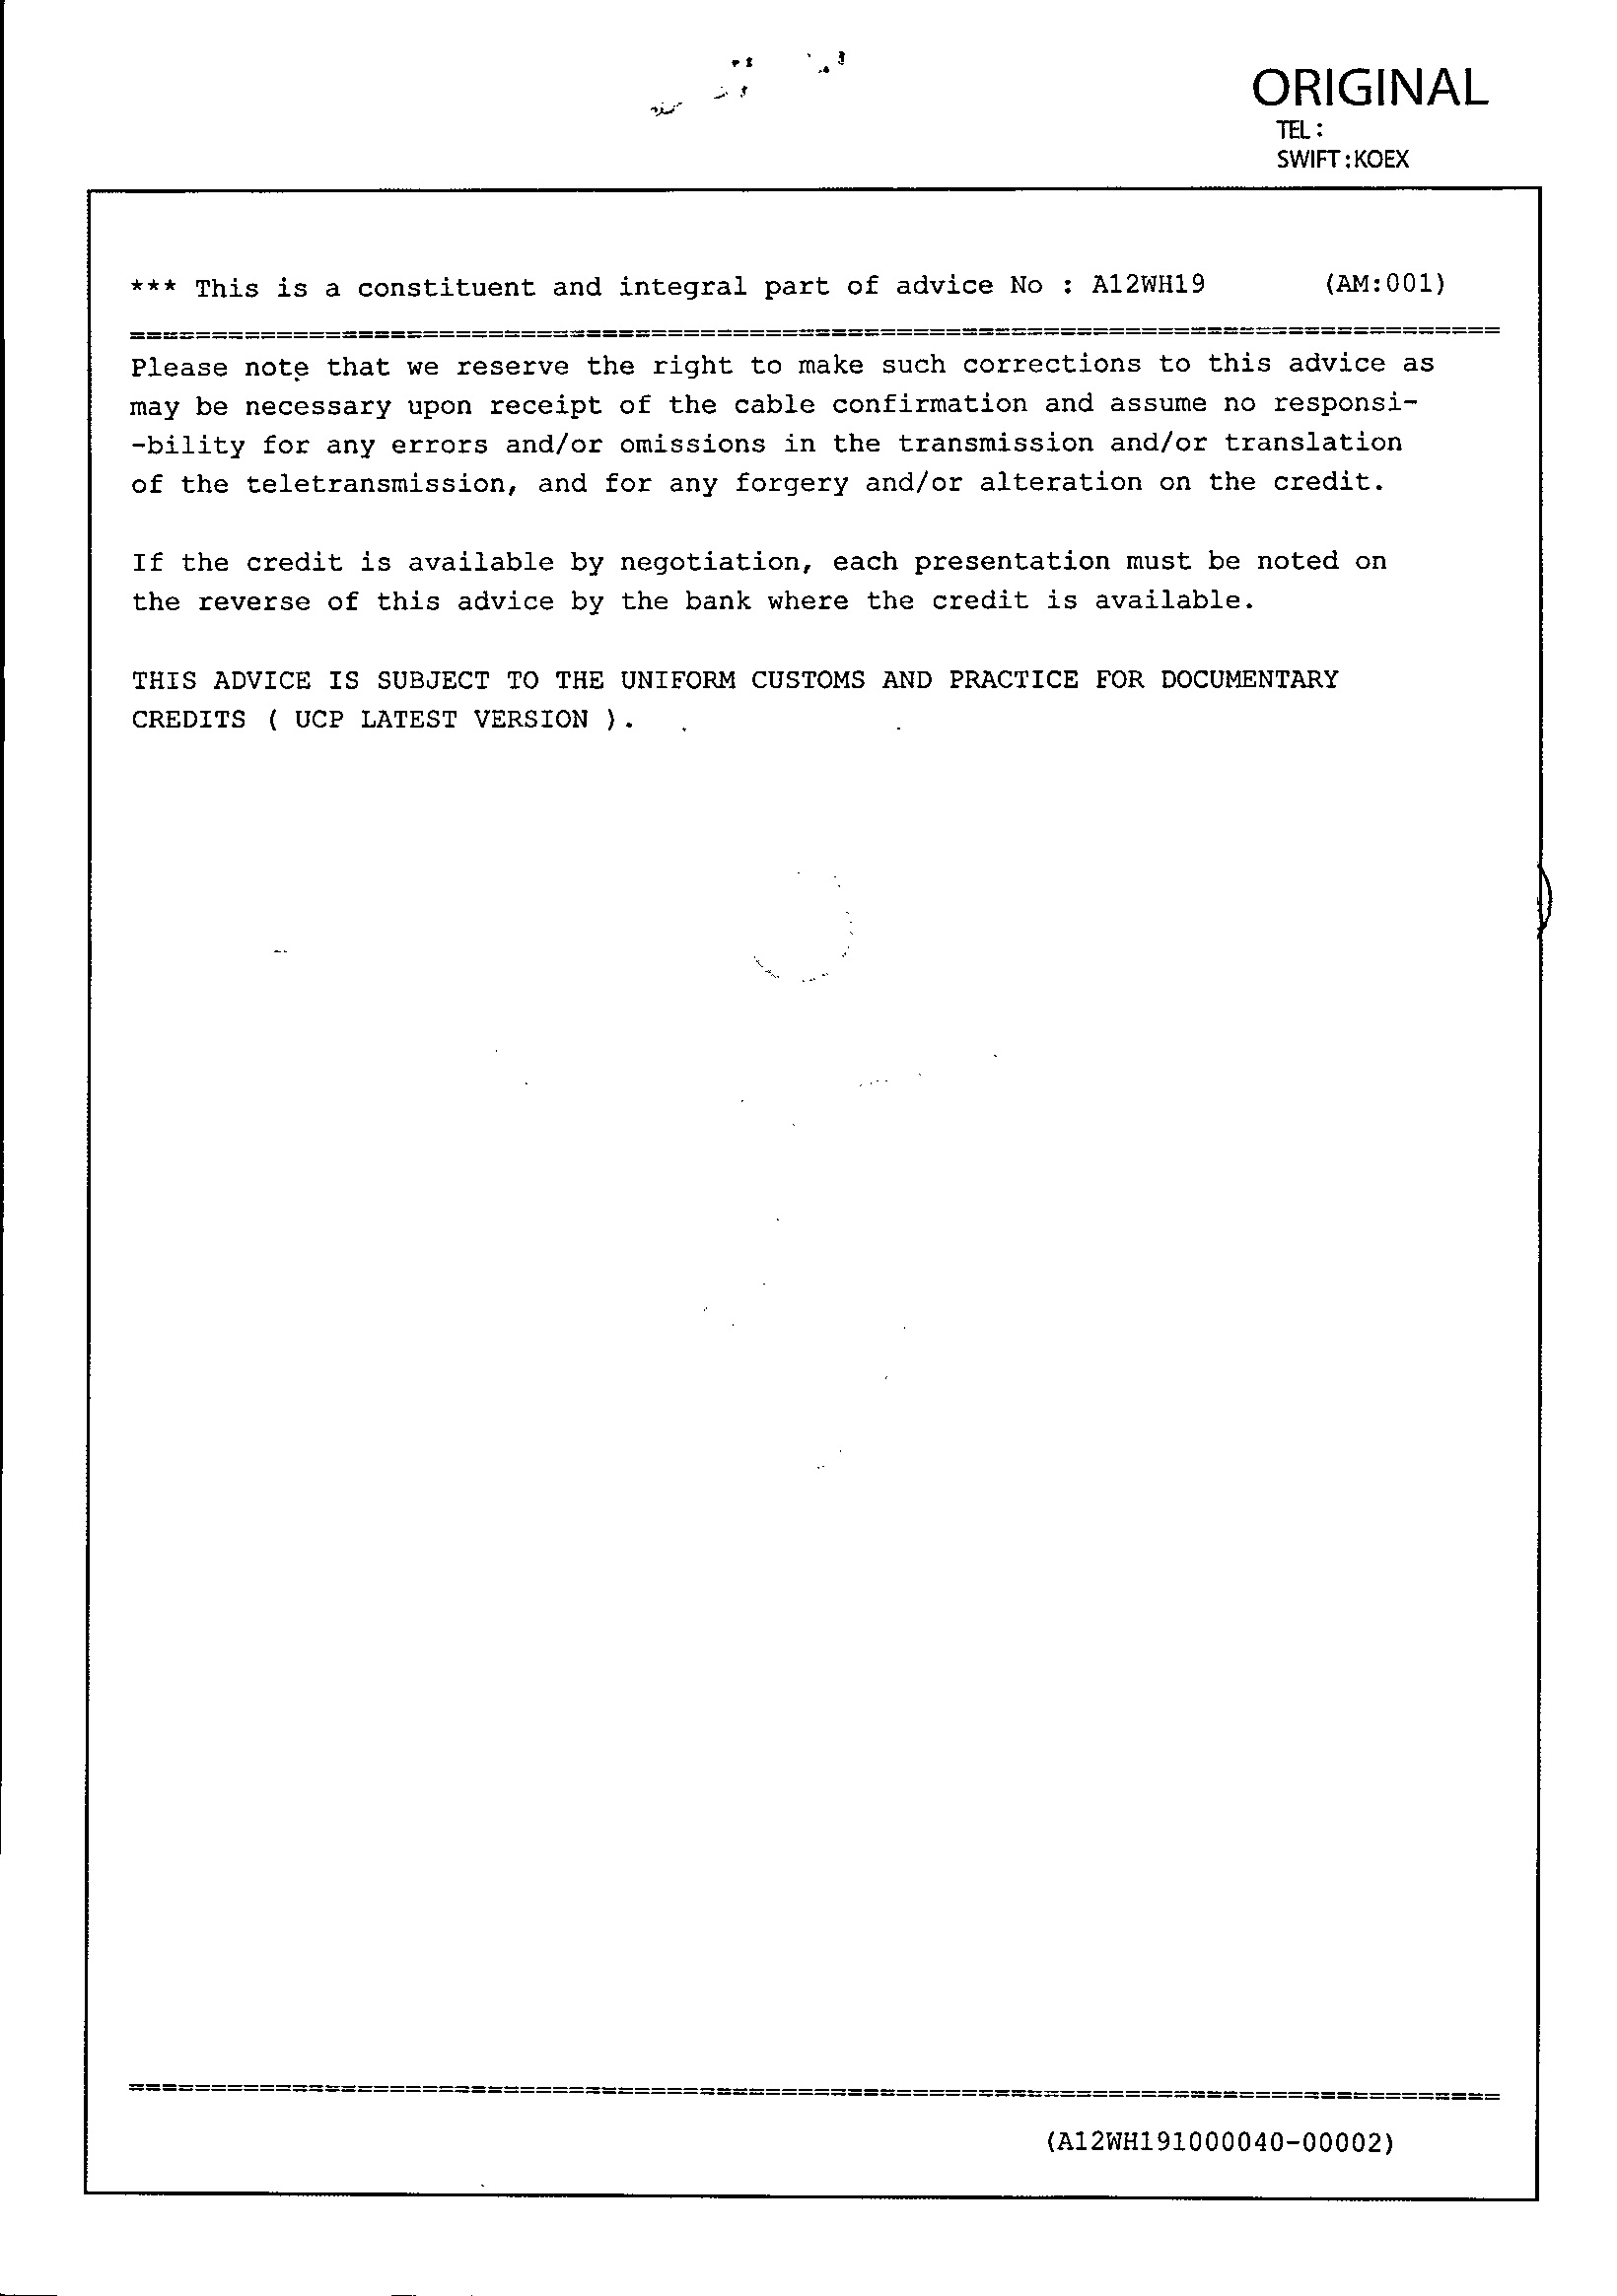 ORIGINAL
TEL:
SWIFT:KOEX
*** This is a constituent and integral part of advice No : A12WH19 (AM:001)
===================================================================================
Please note that we reserve the right to make such corrections to this advice as
may be necessary upon receipt of the cable confirmation and assume no responsi-
-bility for any errors and/or omissions in the transmission and/or translation
of the teletransmission, and for any forgery and/or alteration on the credit.
If the credit is available by negotiation, each presentation must be noted on
the reverse of this advice by the bank where the credit is available.
THIS ADVICE IS SUBJECT TO THE UNIFORM CUSTOMS AND PRACTICE FOR DOCUMENTARY
CREDITS ( UCP LATEST VERSION ).
===================================================================================
(A12WH191000040-00002)